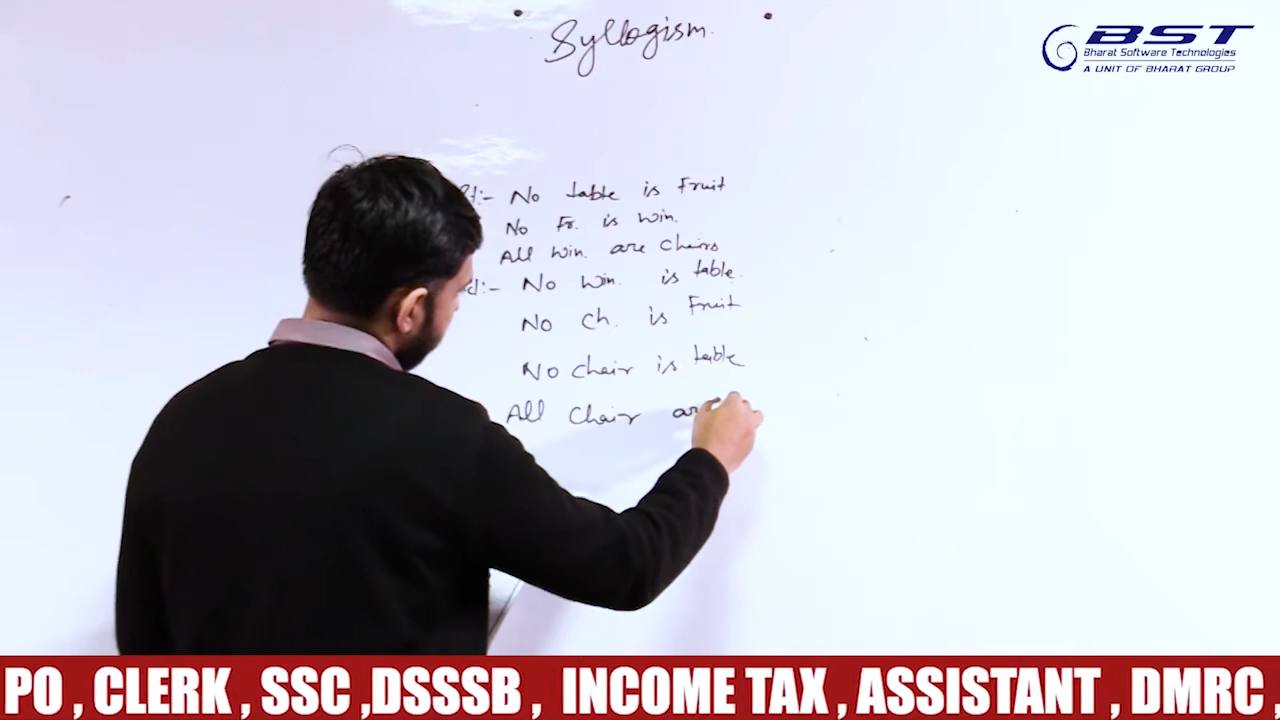 Syllogism.
BST
Bharat Software Technologies
A UNIT OF BHARAT GROUP
No table is Fruit
No Fr. is win.
All win. are Chairs
No win. is table.
No Ch. is Fruit
No chair is table
All Chair
PO , CLERK , SSC ,DSSSB , INCOME TAX , ASSISTANT , DMRC ,